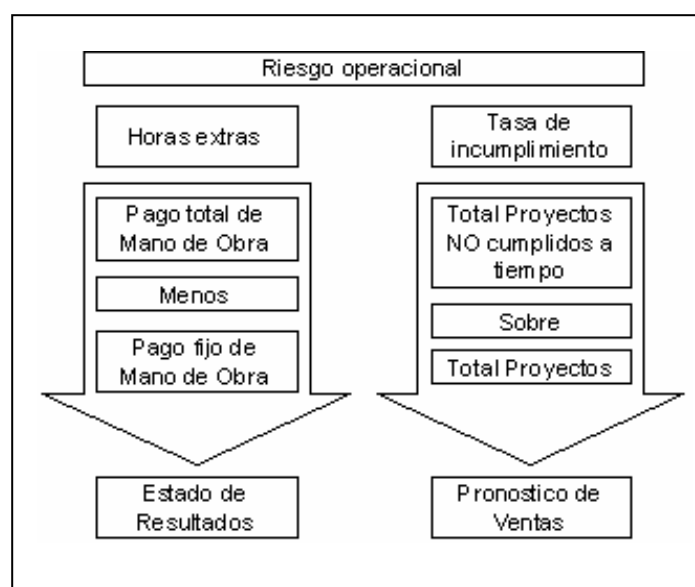 Riesgo operacional
Horas extras
Tasa de
incumplimiento
Pago total de
Mano de Obra
Menos
Pago fijo de
Mano de Obra
Total Proyectos
NO cumplidos a
tiempo
Sobre
Total Proyectos
Estado de
Resultados
Pronostico de
Ventas